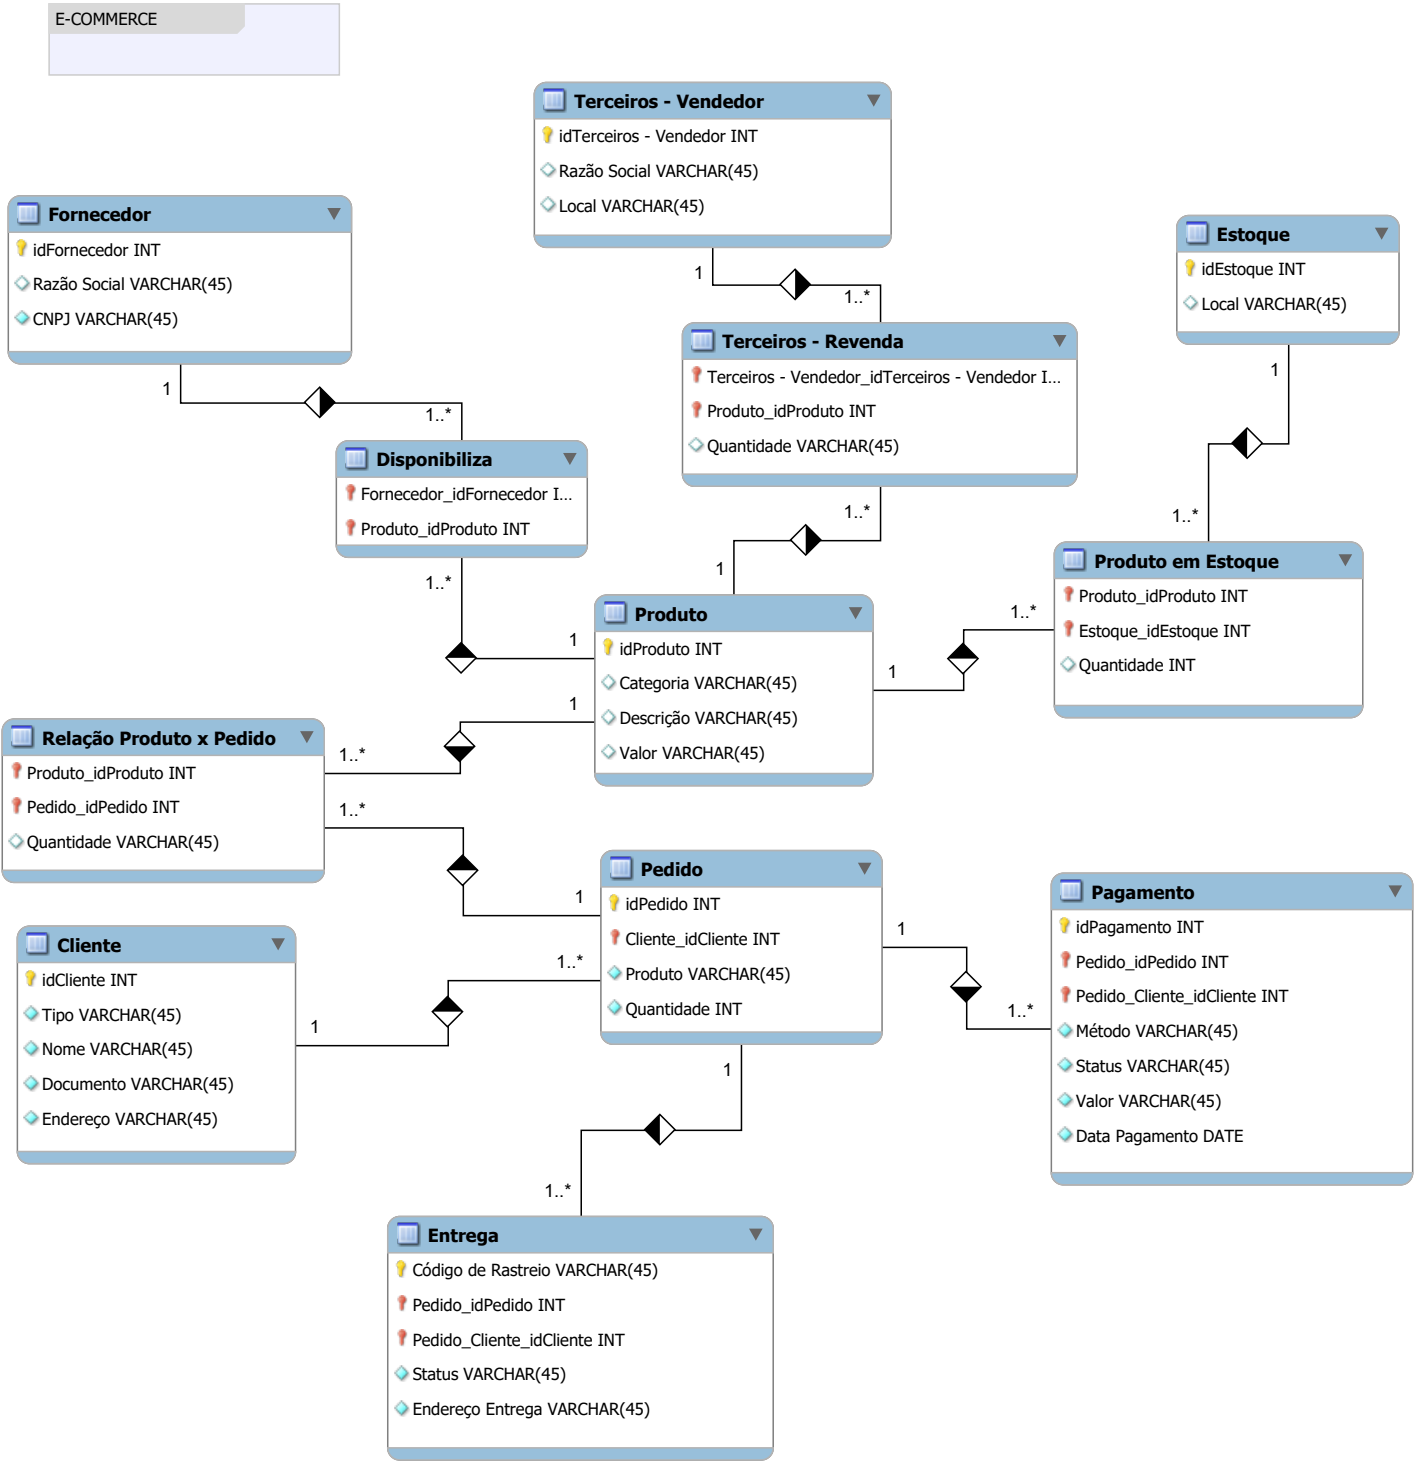 E-COMMERCE
Terceiros - Vendedor
idTerceiros - Vendedor INT
Razão Social VARCHAR(45)
Local VARCHAR(45)
Fornecedor
idFornecedor INT
Razão Social VARCHAR(45)
CNPJ VARCHAR(45)
Estoque
idEstoque INT
Local VARCHAR(45)
1
1..*
Terceiros - Revenda
Terceiros - Vendedor_idTerceiros - Vendedor I...
Produto_idProduto INT
Quantidade VARCHAR(45)
1
1..*
1
1..*
Disponibiliza
Fornecedor_idFornecedor I...
Produto_idProduto INT
1..*
1
1..*
1
Produto em Estoque
Produto_idProduto INT
Estoque_idEstoque INT
Quantidade INT
Produto
idProduto INT
Categoria VARCHAR(45)
Descrição VARCHAR(45)
Valor VARCHAR(45)
1..*
1
1
1..*
Relação Produto x Pedido
Produto_idProduto INT
Pedido_idPedido INT
Quantidade VARCHAR(45)
1
1..*
1..*
1
Pedido
idPedido INT
Cliente_idCliente INT
Produto VARCHAR(45)
Quantidade INT
Pagamento
idPagamento INT
Pedido_idPedido INT
Pedido_Cliente_idCliente INT
Método VARCHAR(45)
Status VARCHAR(45)
Valor VARCHAR(45)
Data Pagamento DATE
Cliente
idCliente INT
Tipo VARCHAR(45)
Nome VARCHAR(45)
Documento VARCHAR(45)
Endereço VARCHAR(45)
1..*
1
1
1..*
1
1..*
Entrega
Código de Rastreio VARCHAR(45)
Pedido_idPedido INT
Pedido_Cliente_idCliente INT
Status VARCHAR(45)
Endereço Entrega VARCHAR(45)